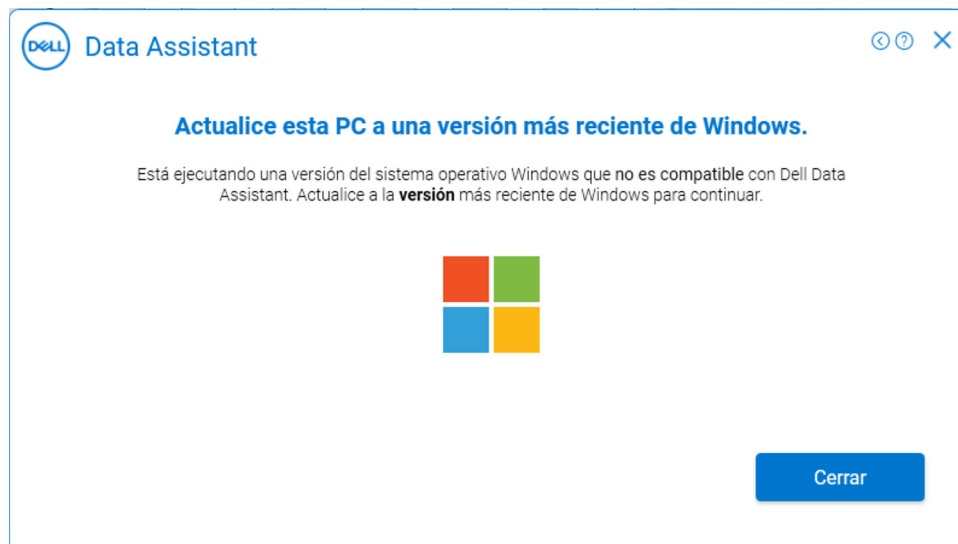 DELL Data Assistant
Actualice esta PC a una versión más reciente de Windows.
Está ejecutando una versión del sistema operativo Windows que no es compatible con Dell Data
Assistant. Actualice a la versión más reciente de Windows para continuar.
Cerrar